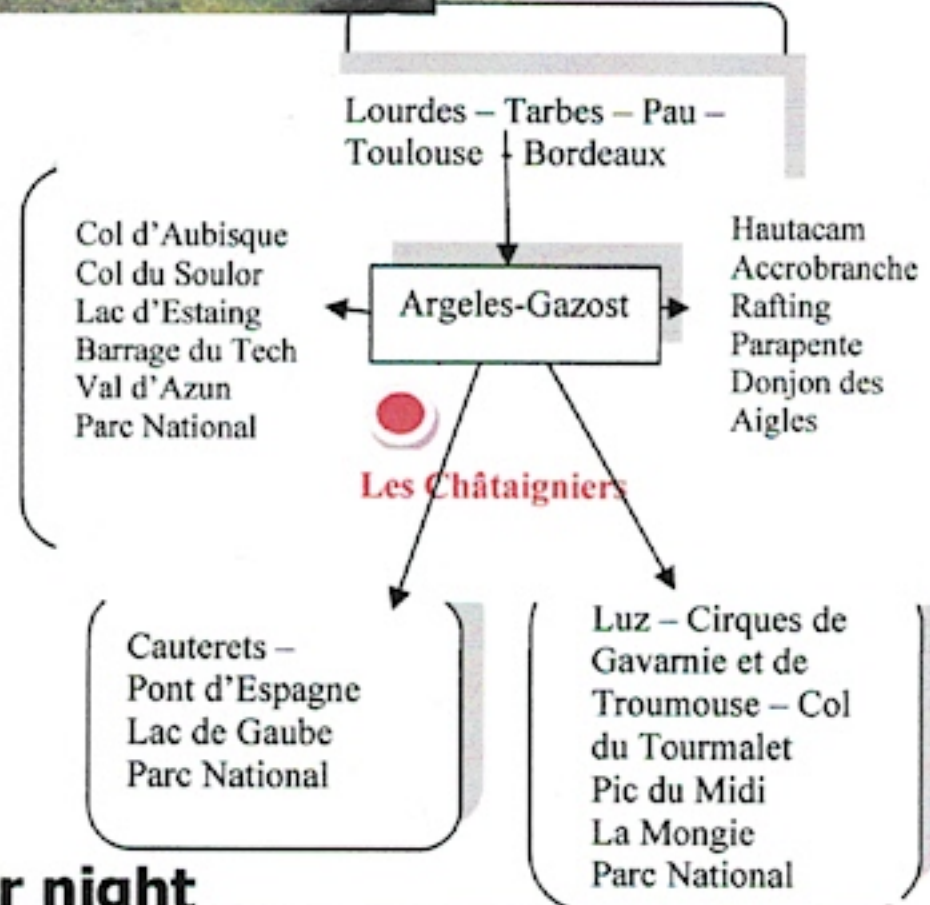 Lourdes – Tarbes – Pau –
Toulouse - Bordeaux
Col d'Aubisque
Col du Soulor
Lac d'Estaing
Barrage du Tech
Val d'Azun
Parc National
Argeles-Gazost
Hautacam
Accrobranche
Rafting
Parapente
Donjon des
Aigles
Les Châtaigniers
Cauterets –
Pont d'Espagne
Lac de Gaube
Parc National
Luz – Cirques de
Gavarnie et de
Troumouse – Col
du Tourmalet
Pic du Midi
La Mongie
Parc National
r night